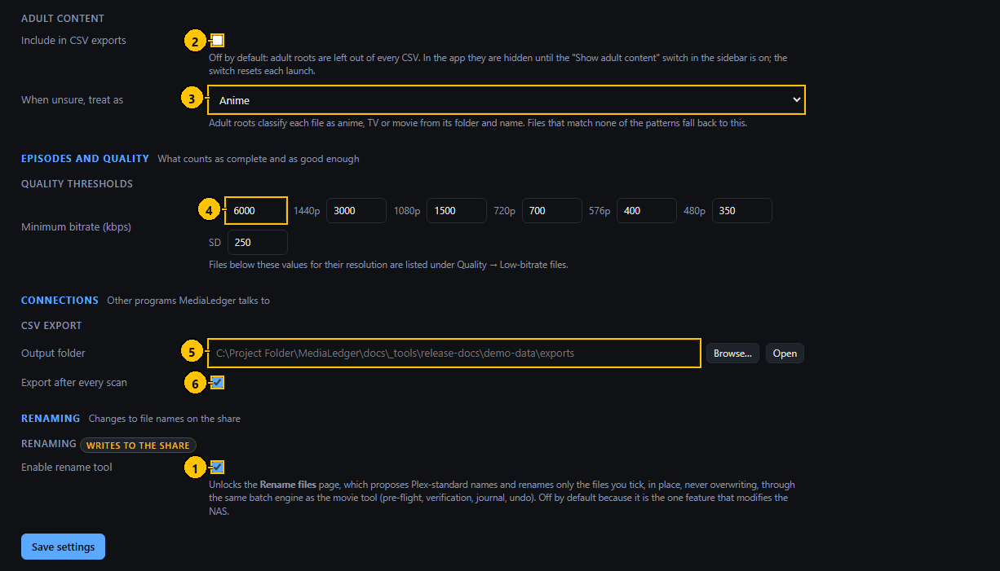 ADULT CONTENT
Include in CSV exports
2
Off by default: adult roots are left out of every CSV. In the app they are hidden until the "Show adult content" switch in the sidebar is on; the
switch resets each launch.
When unsure, treat as
3
Anime
Adult roots classify each file as anime, TV or movie from its folder and name. Files that match none of the patterns fall back to this.
EPISODES AND QUALITY What counts as complete and as good enough
QUALITY THRESHOLDS
Minimum bitrate (kbps)
4 6000 1440p 3000 1080p 1500 720p 700 576p 400 480p 350
SD 250
Files below these values for their resolution are listed under Quality → Low-bitrate files.
CONNECTIONS Other programs MediaLedger talks to
CSV EXPORT
Output folder 5 C:\Project Folder\MediaLedger\docs\_tools\release-docs\demo-data\exports Browse... Open
Export after every scan 6
RENAMING Changes to file names on the share
RENAMING WRITES TO THE SHARE
Enable rename tool 1
Unlocks the Rename files page, which proposes Plex-standard names and renames only the files you tick, in place, never overwriting, through
the same batch engine as the movie tool (pre-flight, verification, journal, undo). Off by default because it is the one feature that modifies the
NAS.
Save settings